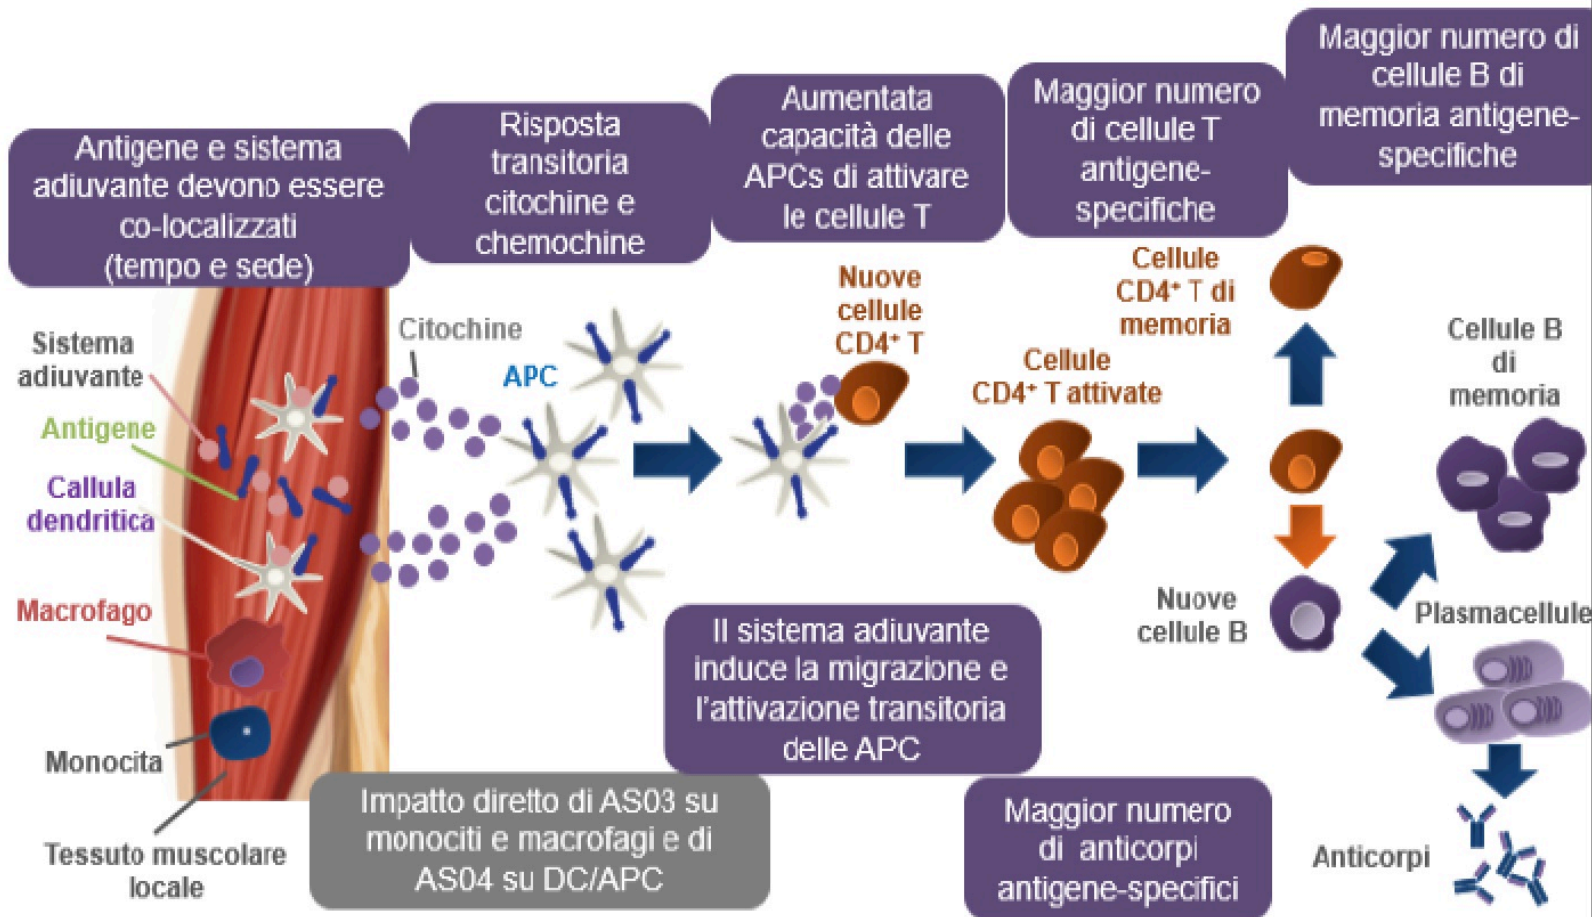 Antigene e sistema
adiuvante devono essere
co-localizzati
(tempo e sede)
Risposta
transitoria
citochine e
chemochine
Aumentata
capacità delle
APCs di attivare
le cellule T
Maggior numero
di cellule T
antigene-
specifiche
Maggior numero di
cellule B di
memoria antigene-
specifiche
Sistema
adiuvante
Antigene
Callula
dendritica
Macrofago
Monocita
Tessuto muscolare
locale
Citochine
APC
Nuove
cellule
CD4⁺ T
Cellule
CD4⁺ T attivate
Cellule
CD4⁺ T di
memoria
Cellule B
di
memoria
Nuove
cellule B
Plasmacellule
Anticorpi
Il sistema adiuvante
induce la migrazione e
l'attivazione transitoria
delle APC
Impatto diretto di AS03 su
monociti e macrofagi e di
AS04 su DC/APC
Maggior numero
di anticorpi
antigene-specifici